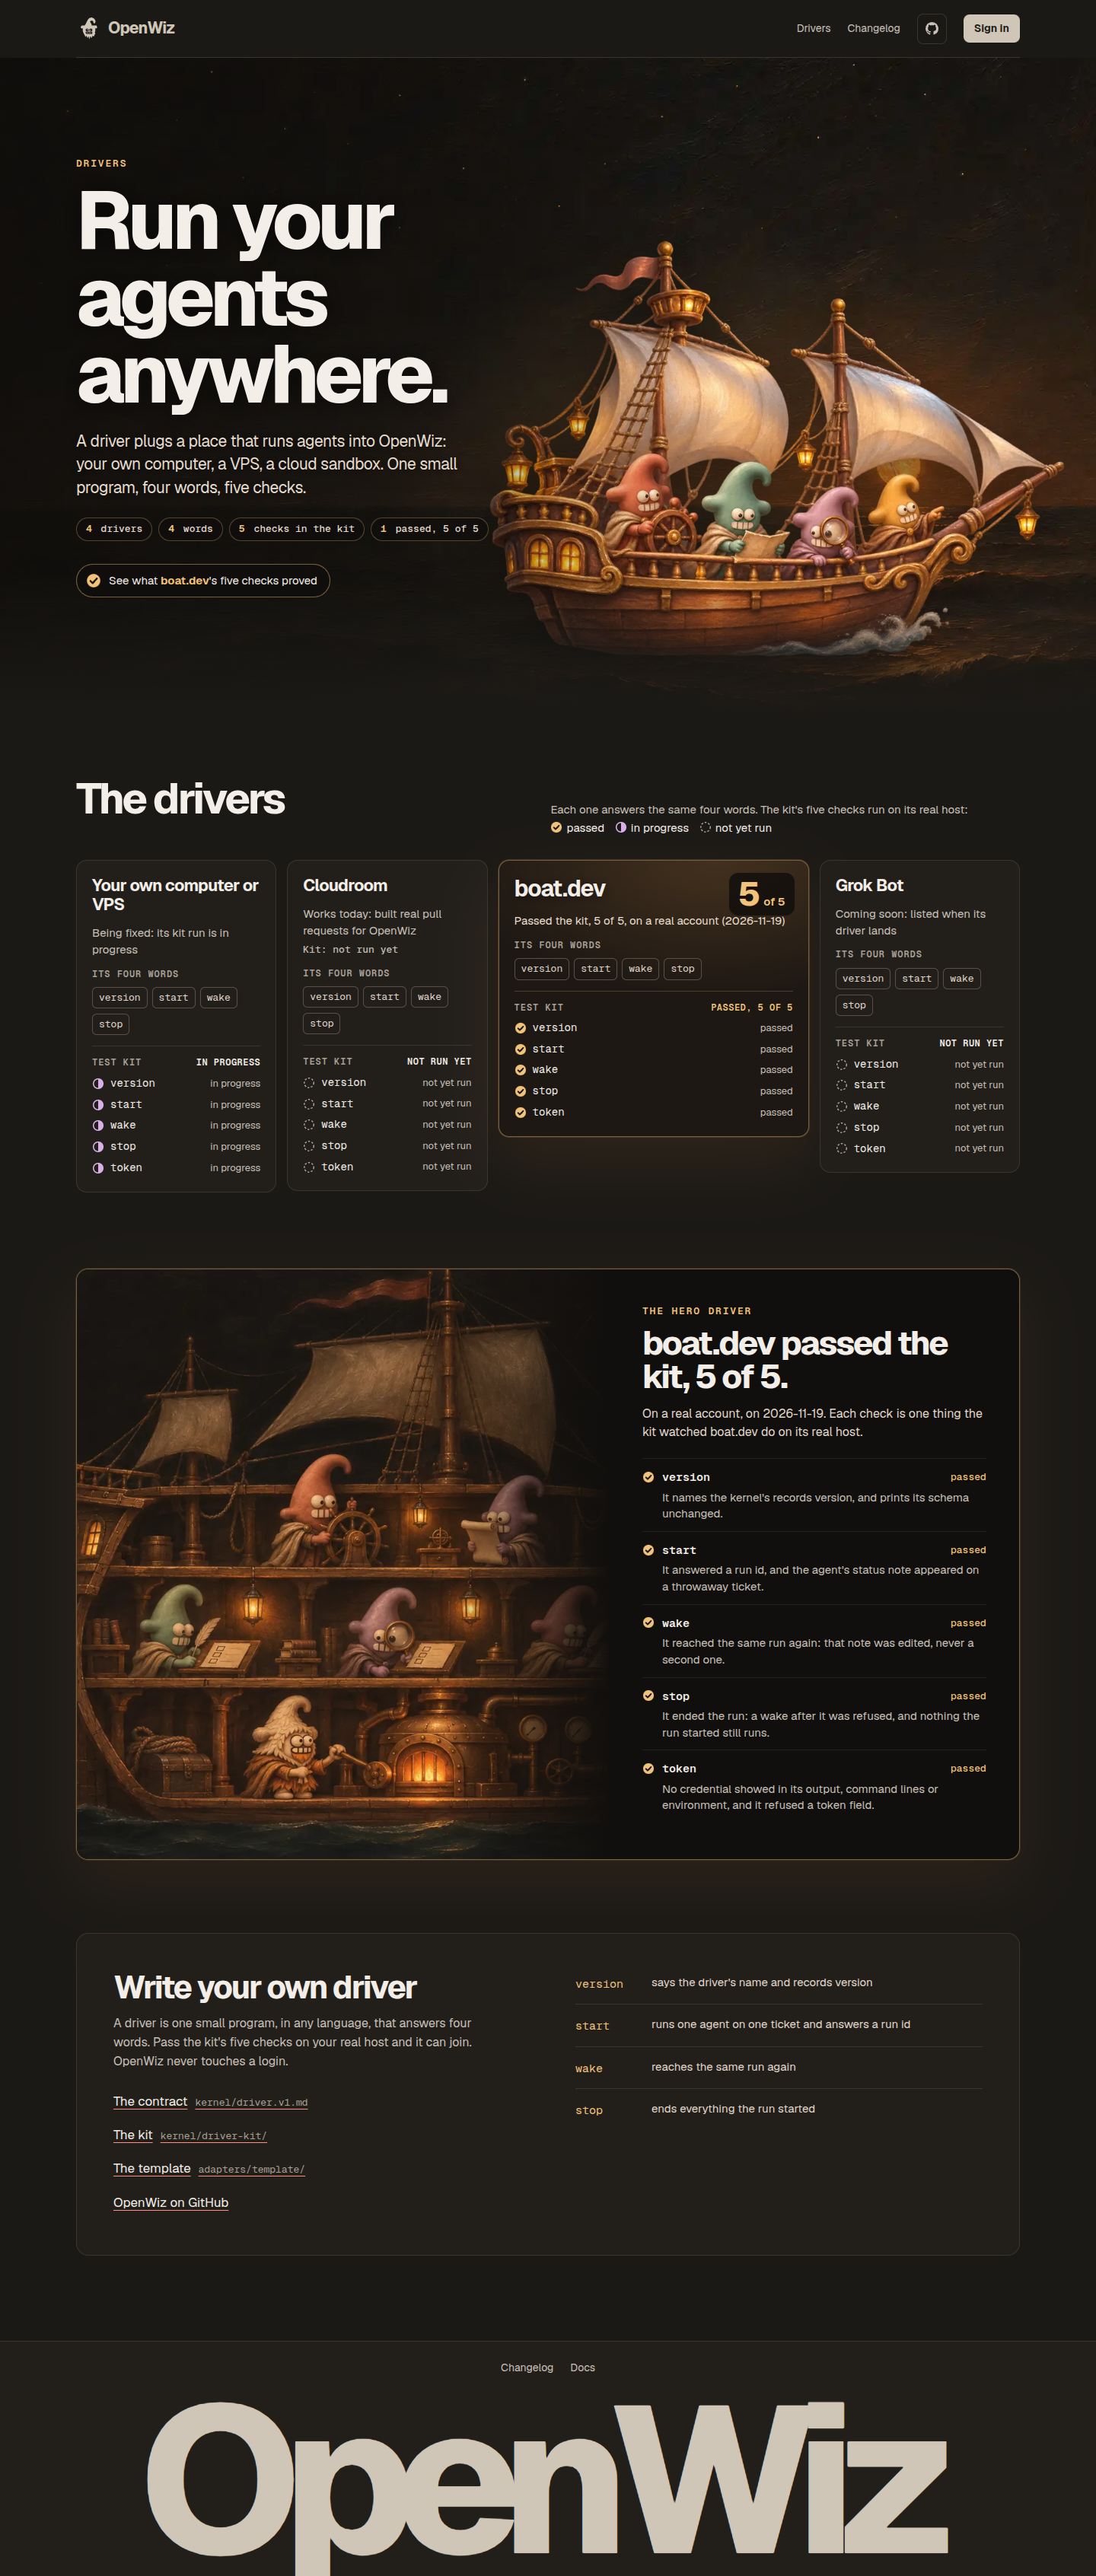 OpenWiz
Drivers
Changelog
Sign in
DRIVERS
Run your
agents
anywhere.
A driver plugs a place that runs agents into OpenWiz:
your own computer, a VPS, a cloud sandbox. One small
program, four words, five checks.
4 drivers
4 words
5 checks in the kit
1 passed, 5 of 5
See what boat.dev's five checks proved
The drivers
Each one answers the same four words. The kit's five checks run on its real host:
passed in progress not yet run
Your own computer or
VPS
Being fixed: its kit run is in
progress
ITS FOUR WORDS
version start wake
stop
TEST KIT IN PROGRESS
version in progress
start in progress
wake in progress
stop in progress
token in progress
Cloudroom
Works today: built real pull
requests for OpenWiz
Kit: not run yet
ITS FOUR WORDS
version start wake
stop
TEST KIT NOT RUN YET
version not yet run
start not yet run
wake not yet run
stop not yet run
token not yet run
boat.dev
5 of 5
Passed the kit, 5 of 5, on a real account (2026-11-19)
ITS FOUR WORDS
version start wake stop
TEST KIT PASSED, 5 OF 5
version passed
start passed
wake passed
stop passed
token passed
Grok Bot
Coming soon: listed when its
driver lands
ITS FOUR WORDS
version start wake
stop
TEST KIT NOT RUN YET
version not yet run
start not yet run
wake not yet run
stop not yet run
token not yet run
THE HERO DRIVER
boat.dev passed the
kit, 5 of 5.
On a real account, on 2026-11-19. Each check is one thing the
kit watched boat.dev do on its real host.
version passed
It names the kernel's records version, and prints its schema
unchanged.
start passed
It answered a run id, and the agent's status note appeared on
a throwaway ticket.
wake passed
It reached the same run again: that note was edited, never a
second one.
stop passed
It ended the run: a wake after it was refused, and nothing the
run started still runs.
token passed
No credential showed in its output, command lines or
environment, and it refused a token field.
Write your own driver
A driver is one small program, in any language, that answers four
words. Pass the kit's five checks on your real host and it can join.
OpenWiz never touches a login.
The contract kernel/driver.v1.md
The kit kernel/driver-kit/
The template adapters/template/
OpenWiz on GitHub
version says the driver's name and records version
start runs one agent on one ticket and answers a run id
wake reaches the same run again
stop ends everything the run started
Changelog Docs
OpenWiz